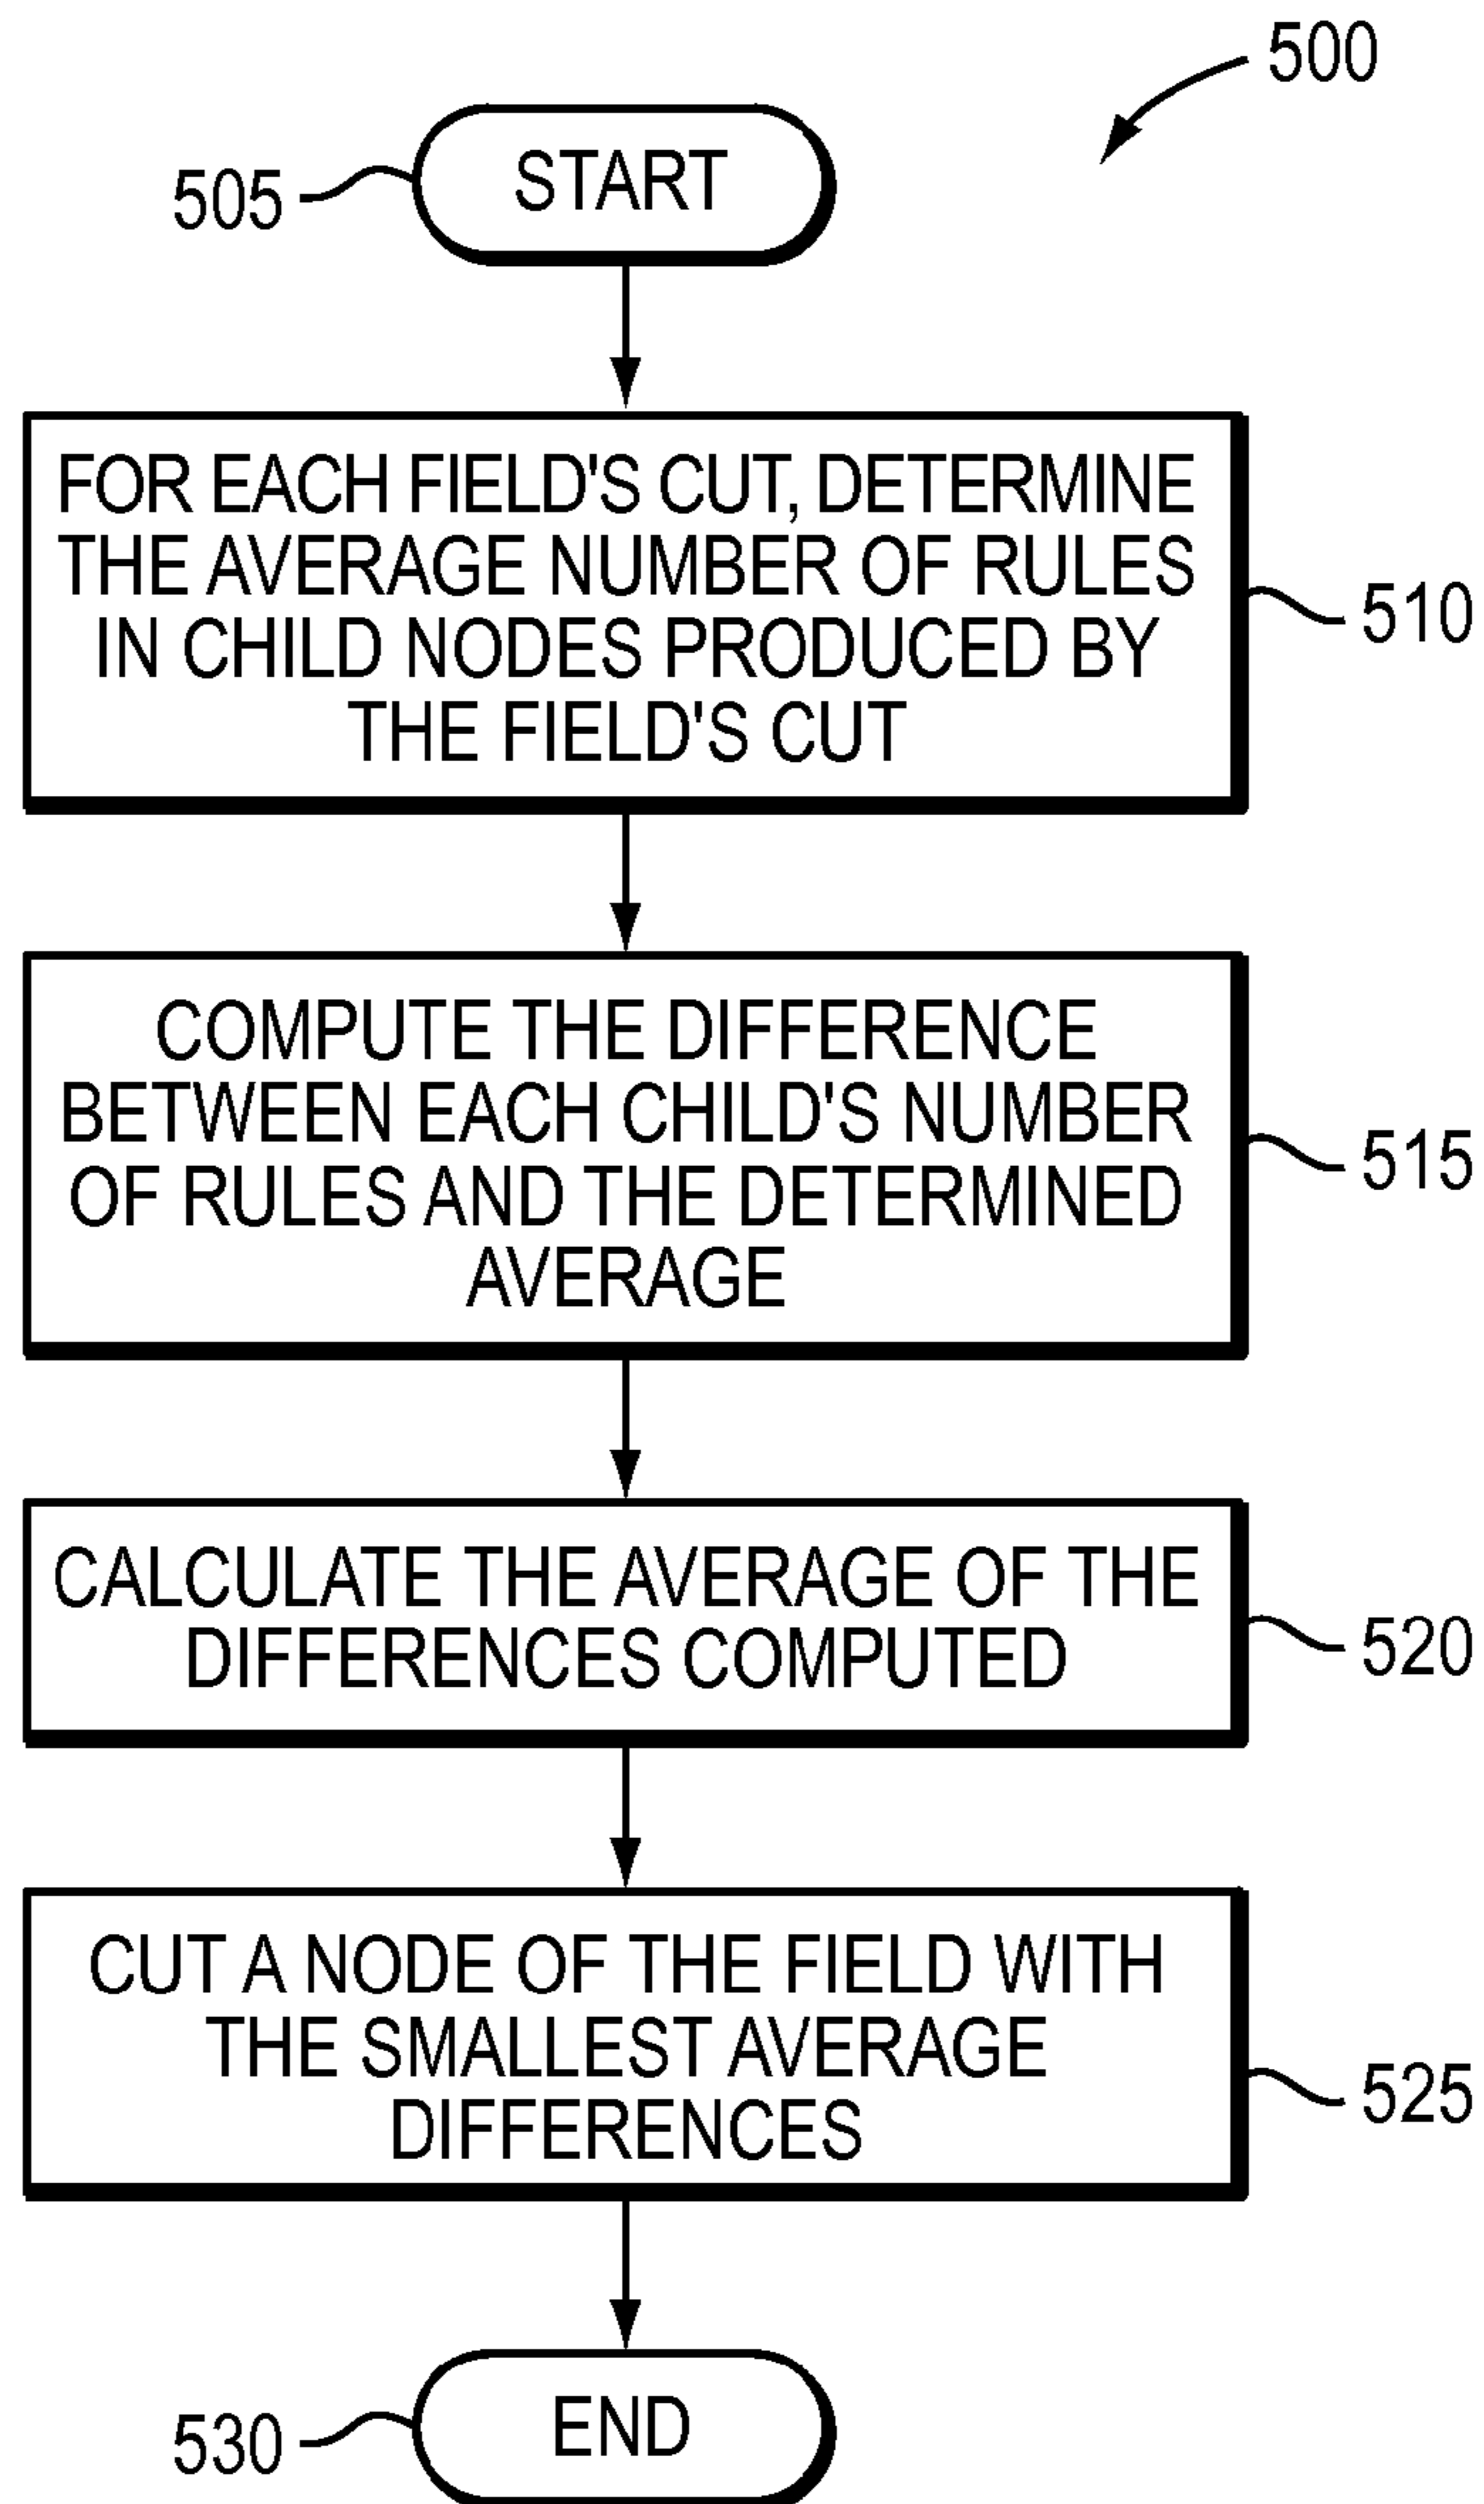 500
505
START
FOR EACH FIELD'S CUT, DETERMINE
THE AVERAGE NUMBER OF RULES
IN CHILD NODES PRODUCED BY
THE FIELD'S CUT
510
COMPUTE THE DIFFERENCE
BETWEEN EACH CHILD'S NUMBER
OF RULES AND THE DETERMINED
AVERAGE
515
CALCULATE THE AVERAGE OF THE
DIFFERENCES COMPUTED
520
CUT A NODE OF THE FIELD WITH
THE SMALLEST AVERAGE
DIFFERENCES
525
530
END